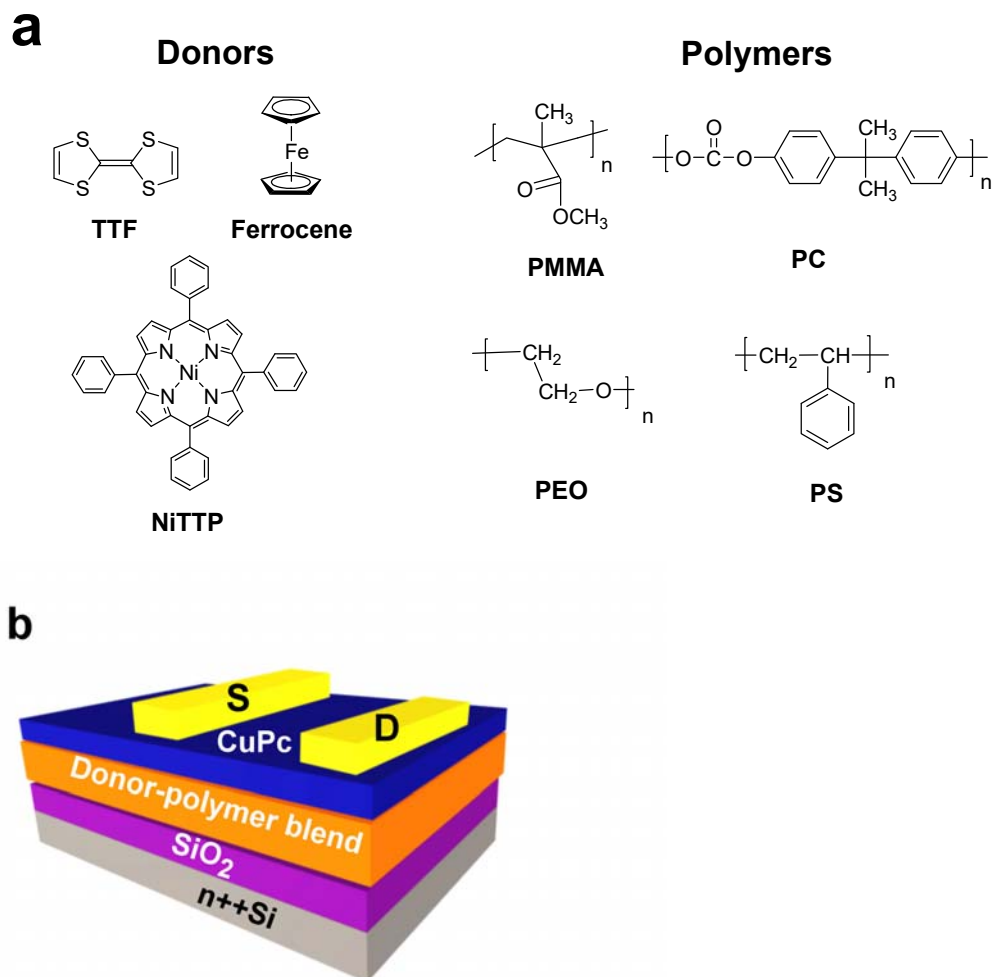 a
Donors
Polymers
S S
S S
TTF
Fe
Ferrocene
CH3
n
O
OCH3
PMMA
O
O O
CH3
CH3
n
PC
N N
Ni
N N
NiTTP
CH2
CH2 O
n
PEO
CH2 CH
n
PS
b
S
D
CuPc
Donor-polymer blend
SiO2
n++Si